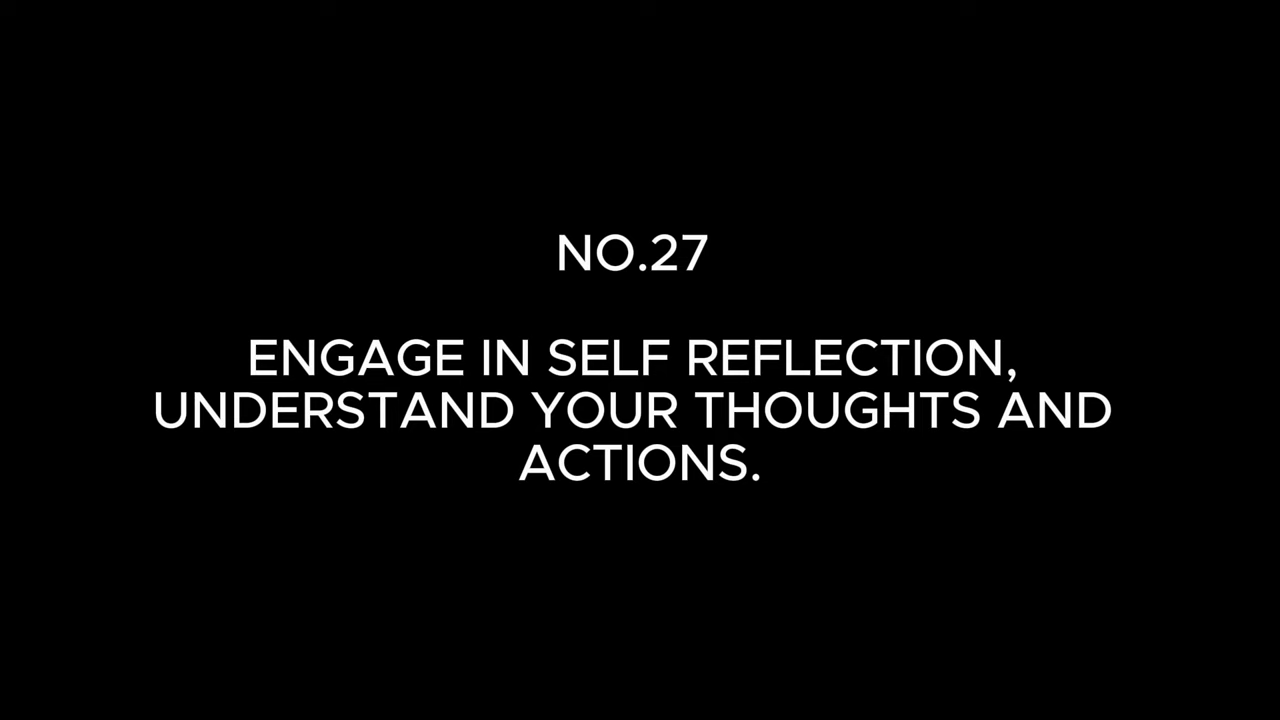 NO.27
ENGAGE IN SELF REFLECTION,
UNDERSTAND YOUR THOUGHTS AND
ACTIONS.